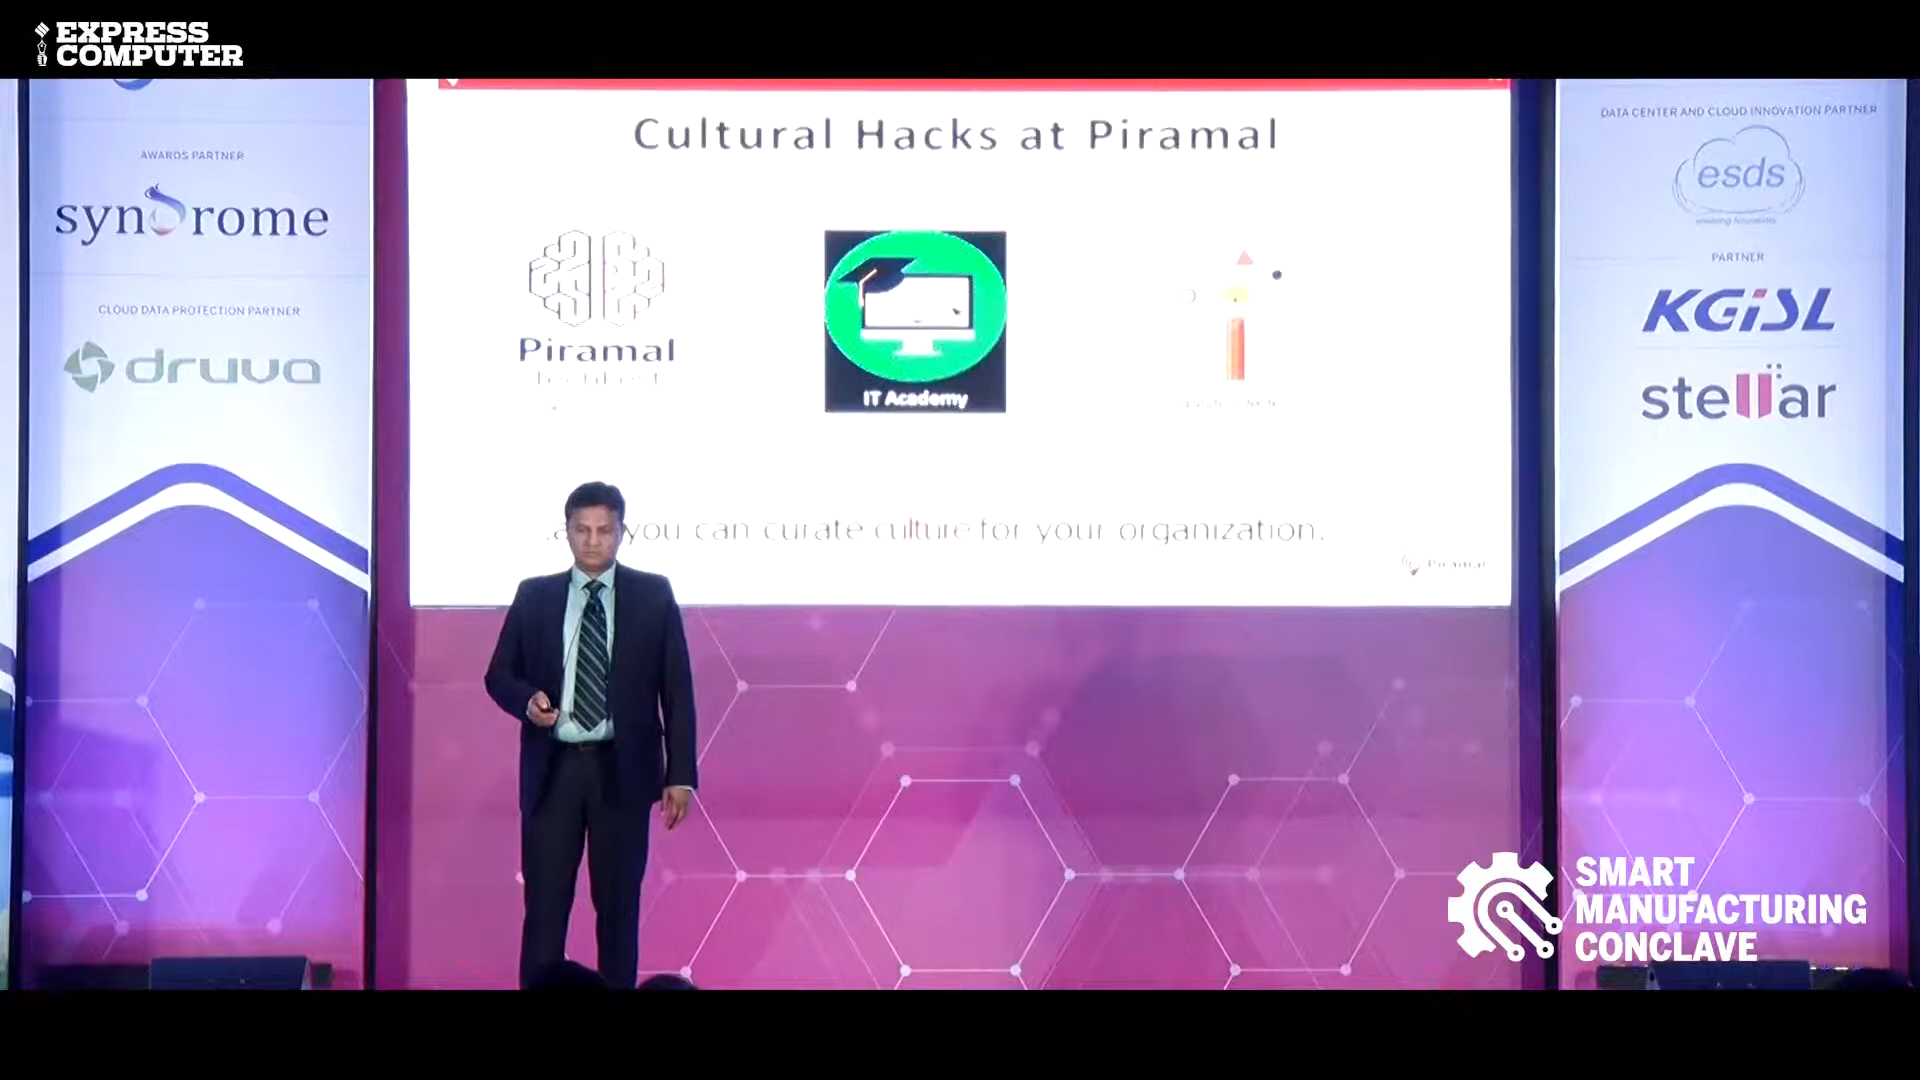 EXPRESS
COMPUTER
AWARDS PARTNER
syndrome
CLOUD DATA PROTECTION PARTNER
druva
Cultural Hacks at Piramal
Piramal
IT Academy
you can curate culture for your organization.
Piramal
DATA CENTER AND CLOUD INNOVATION PARTNER
esds
PARTNER
KGiSL
stellar
SMART
MANUFACTURING
CONCLAVE